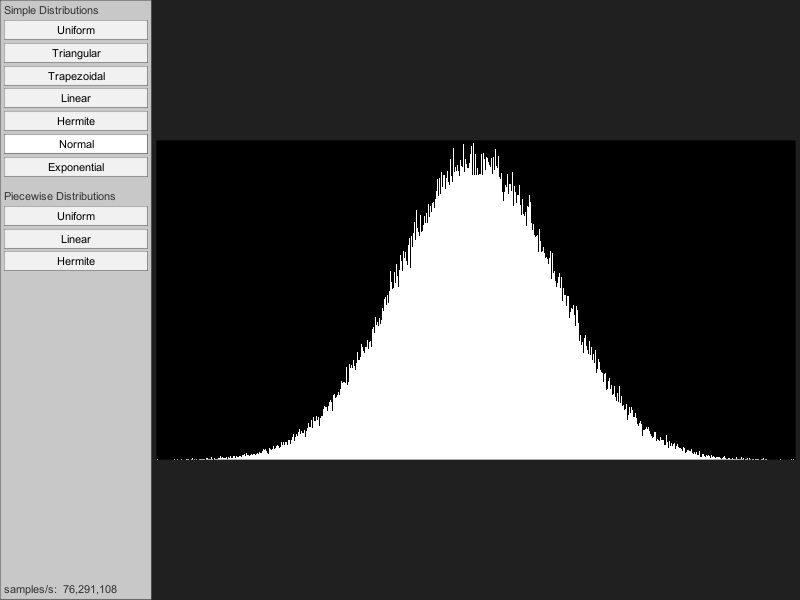 Simple Distributions
Uniform
Triangular
Trapezoidal
Linear
Hermite
Normal
Exponential
Piecewise Distributions
Uniform
Linear
Hermite
samples/s: 76,291,108